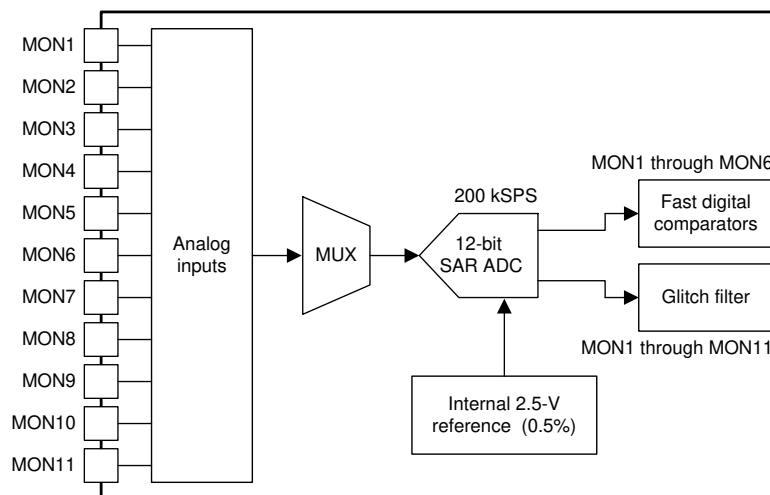 MON1
MON2
MON3
MON4
MON5
MON6
MON7
MON8
MON9
MON10
MON11
Analog
inputs
MUX
200 kSPS
12-bit
SAR ADC
Internal 2.5-V
reference (0.5%)
MON1 through MON6
Fast digital
comparators
Glitch filter
MON1 through MON11